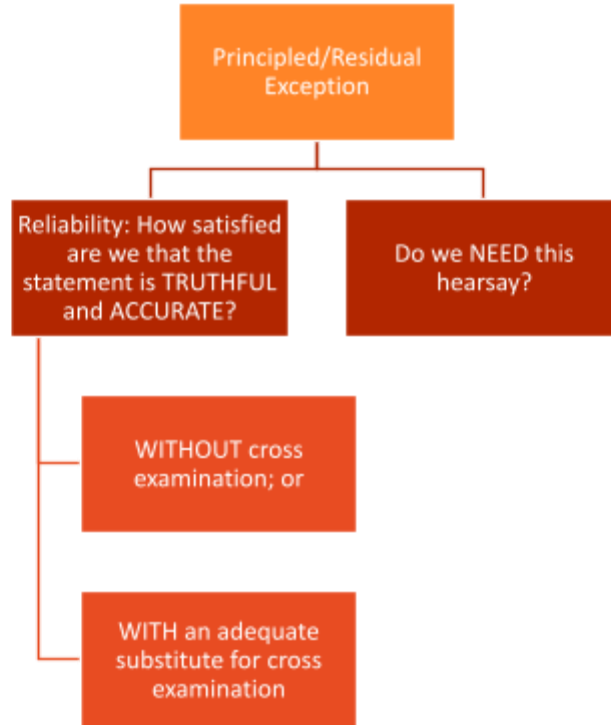 Principled/Residual
Exception
Reliability: How satisfied
are we that the
statement is TRUTHFUL
and ACCURATE?
Do we NEED this
hearsay?
WITHOUT cross
examination; or
WITH an adequate
substitute for cross
examination